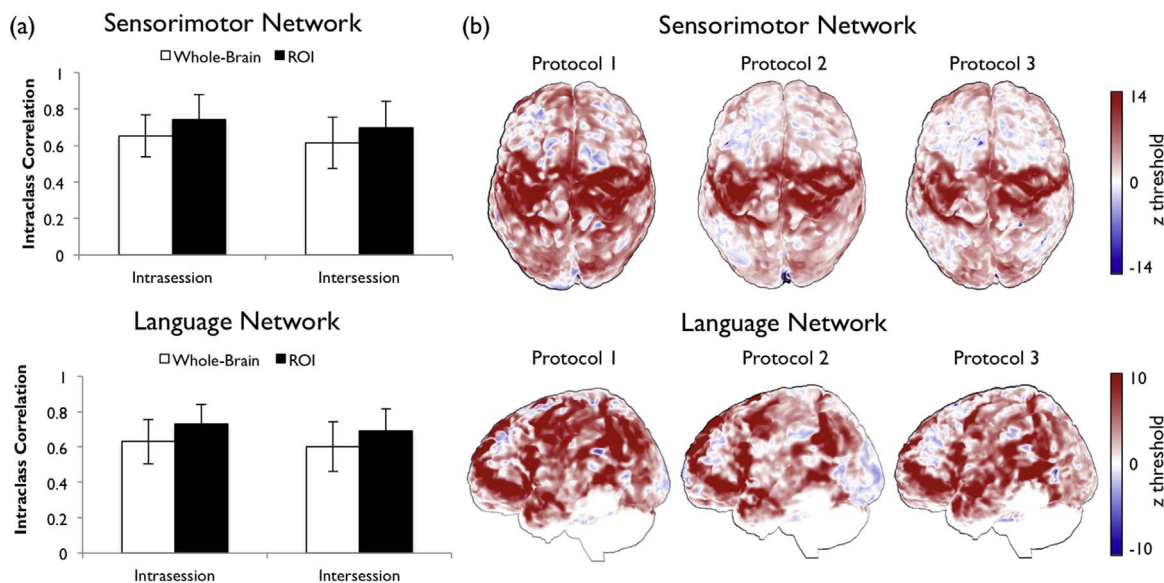 (a)
Sensorimotor Network
Whole-Brain ROI
Intraclass Correlation
1
0.8
0.6
0.4
0.2
0
Intrasession Intersession
Language Network
Whole-Brain ROI
Intraclass Correlation
1
0.8
0.6
0.4
0.2
0
Intrasession Intersession
(b)
Sensorimotor Network
Protocol 1 Protocol 2 Protocol 3
14
0
-14
z threshold
Language Network
Protocol 1 Protocol 2 Protocol 3
10
0
-10
z threshold